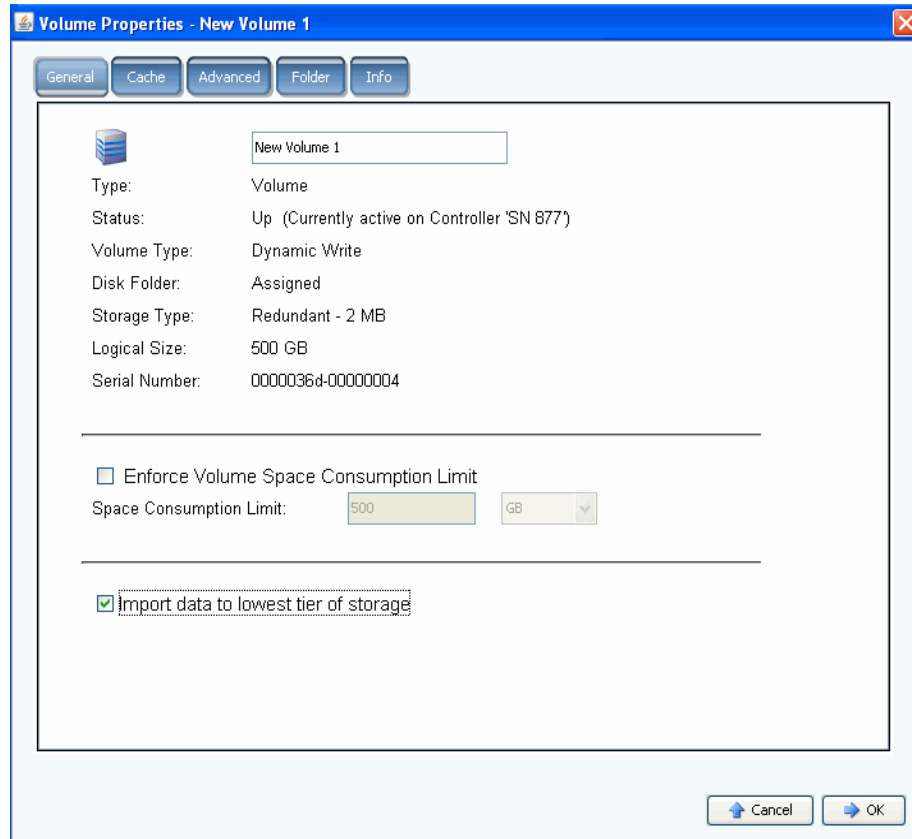 Volume Properties - New Volume 1
General Cache Advanced Folder Info
New Volume 1
Type: Volume
Status: Up (Currently active on Controller 'SN 877')
Volume Type: Dynamic Write
Disk Folder: Assigned
Storage Type: Redundant - 2 MB
Logical Size: 500 GB
Serial Number: 0000036d-00000004
Enforce Volume Space Consumption Limit
Space Consumption Limit: 500 GB
Import data to lowest tier of storage
Cancel OK